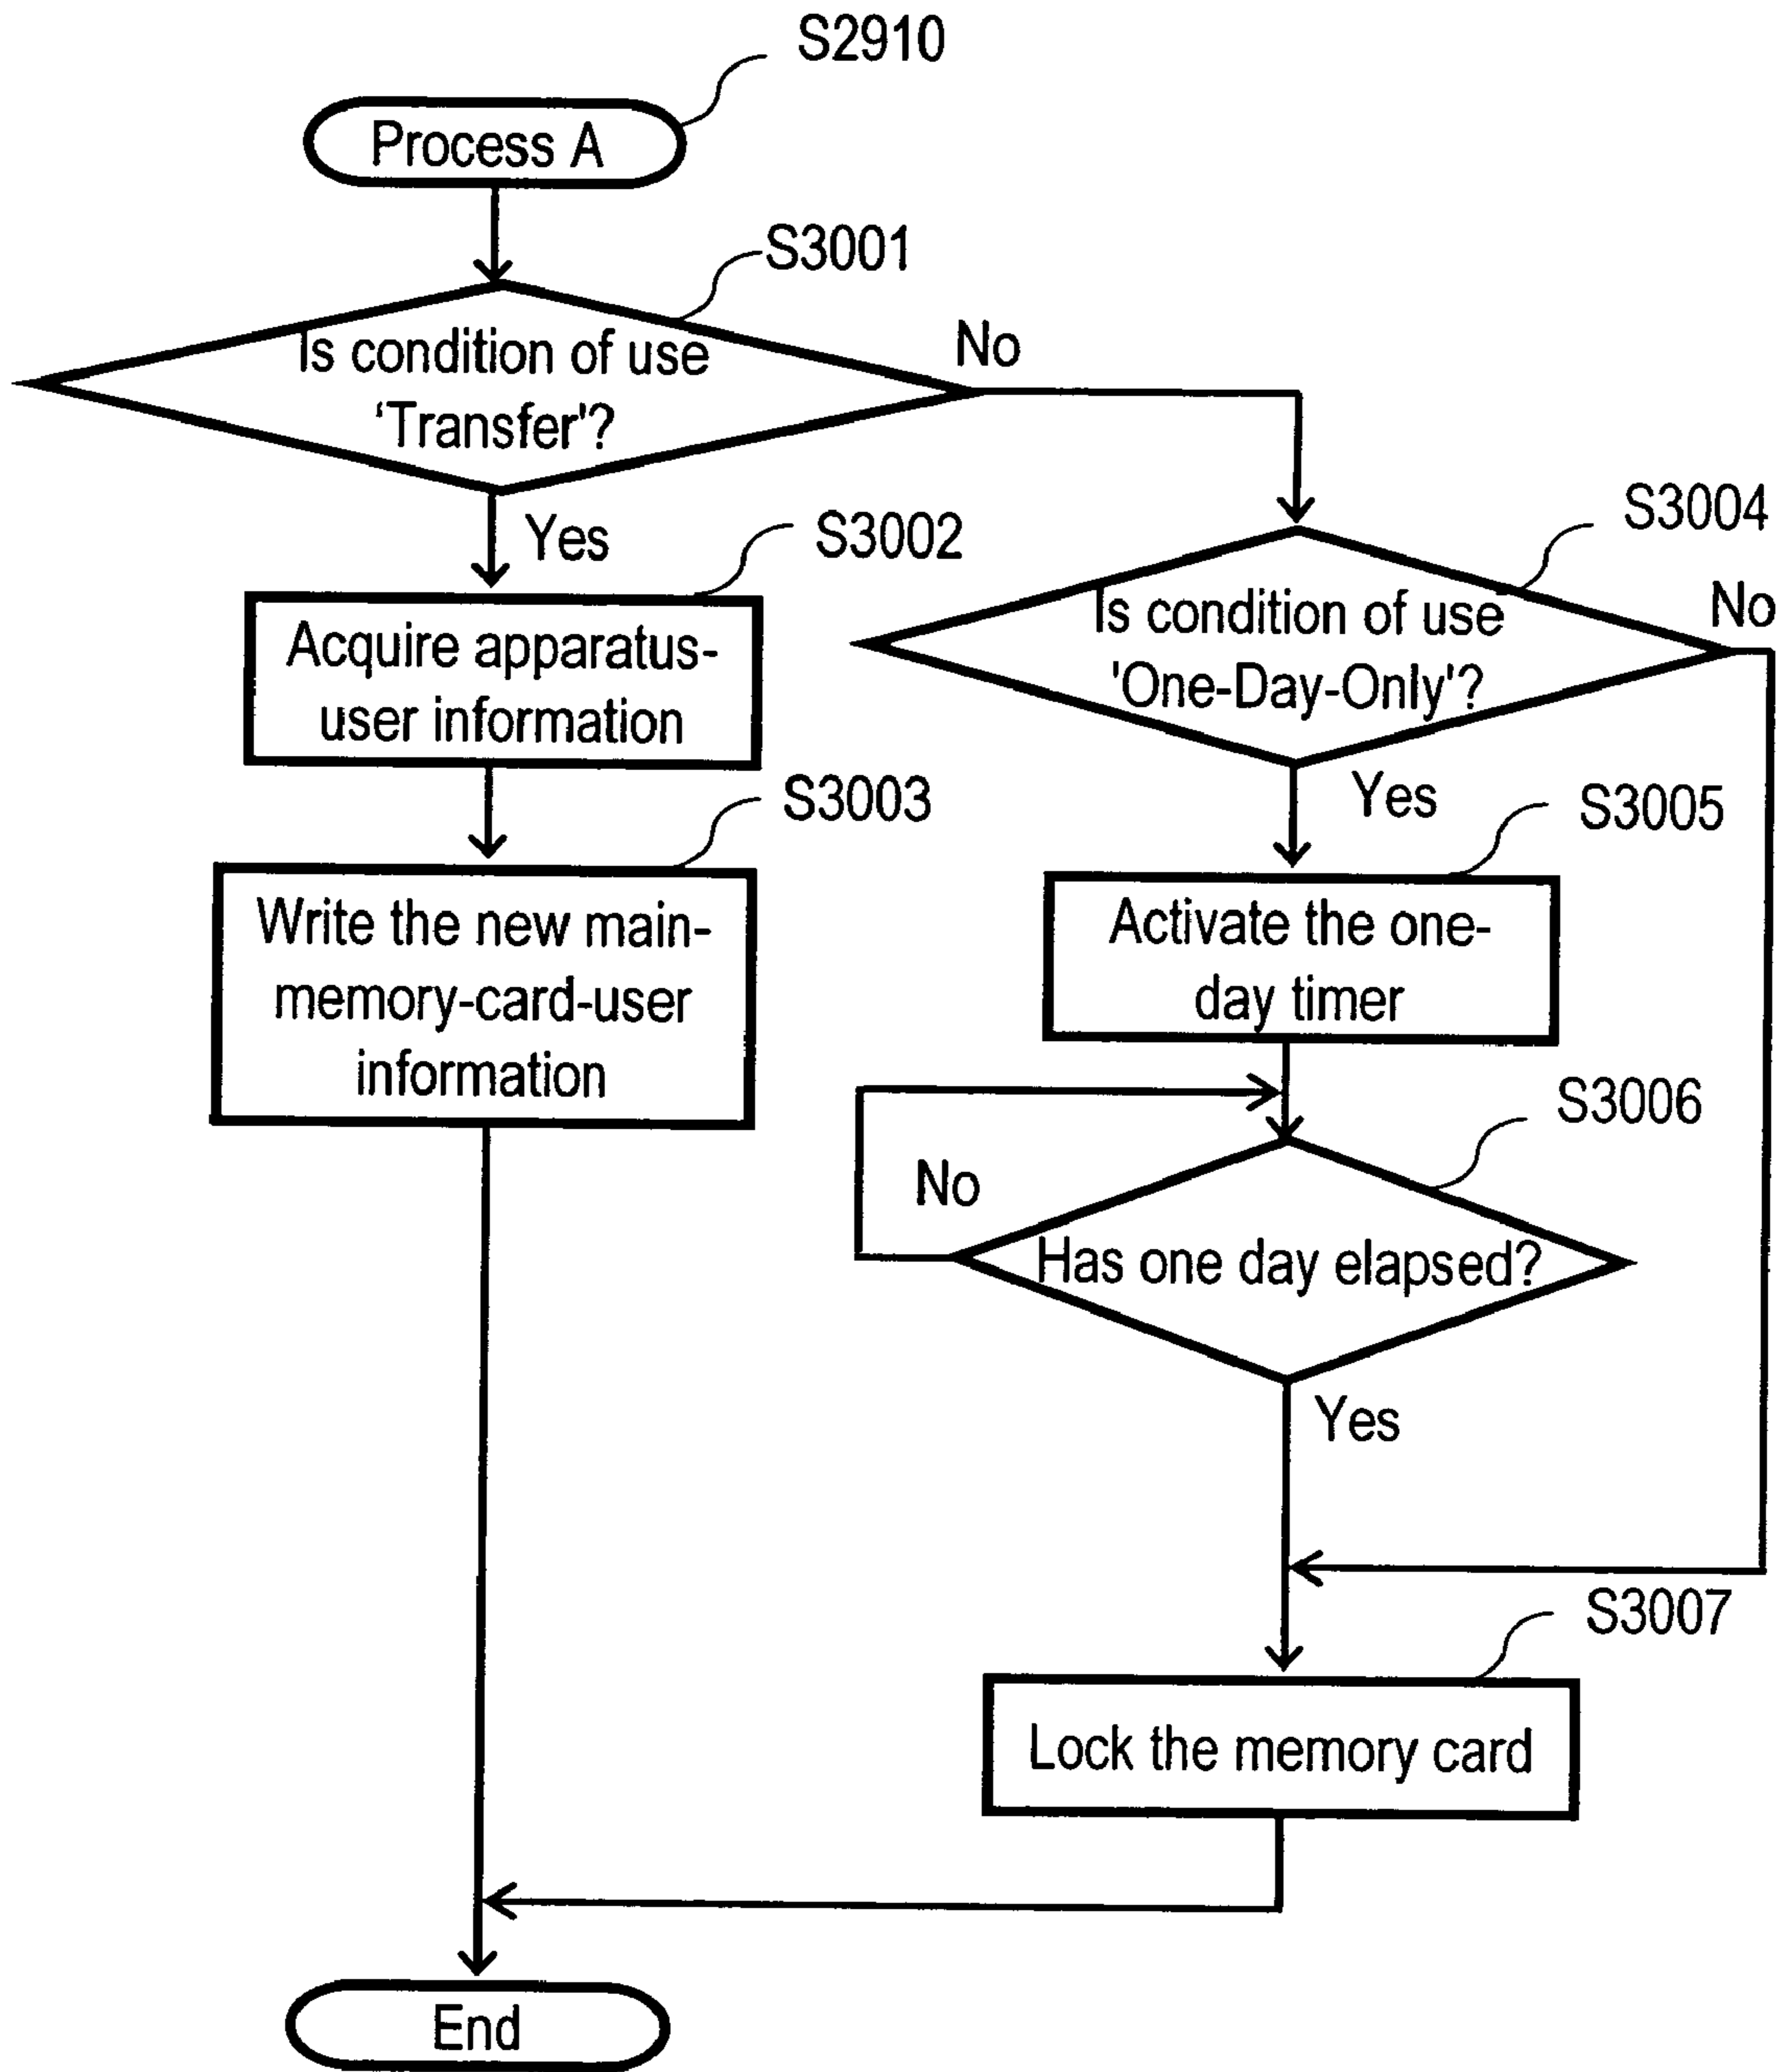 S2910
Process A
S3001
Is condition of use
‘Transfer'?
No
Yes
S3002
Acquire apparatus-
user information
S3003
Write the new main-
memory-card-user
information
S3004
Is condition of use
'One-Day-Only'?
No
Yes
S3005
Activate the one-
day timer
S3006
No
Has one day elapsed?
Yes
S3007
Lock the memory card
End